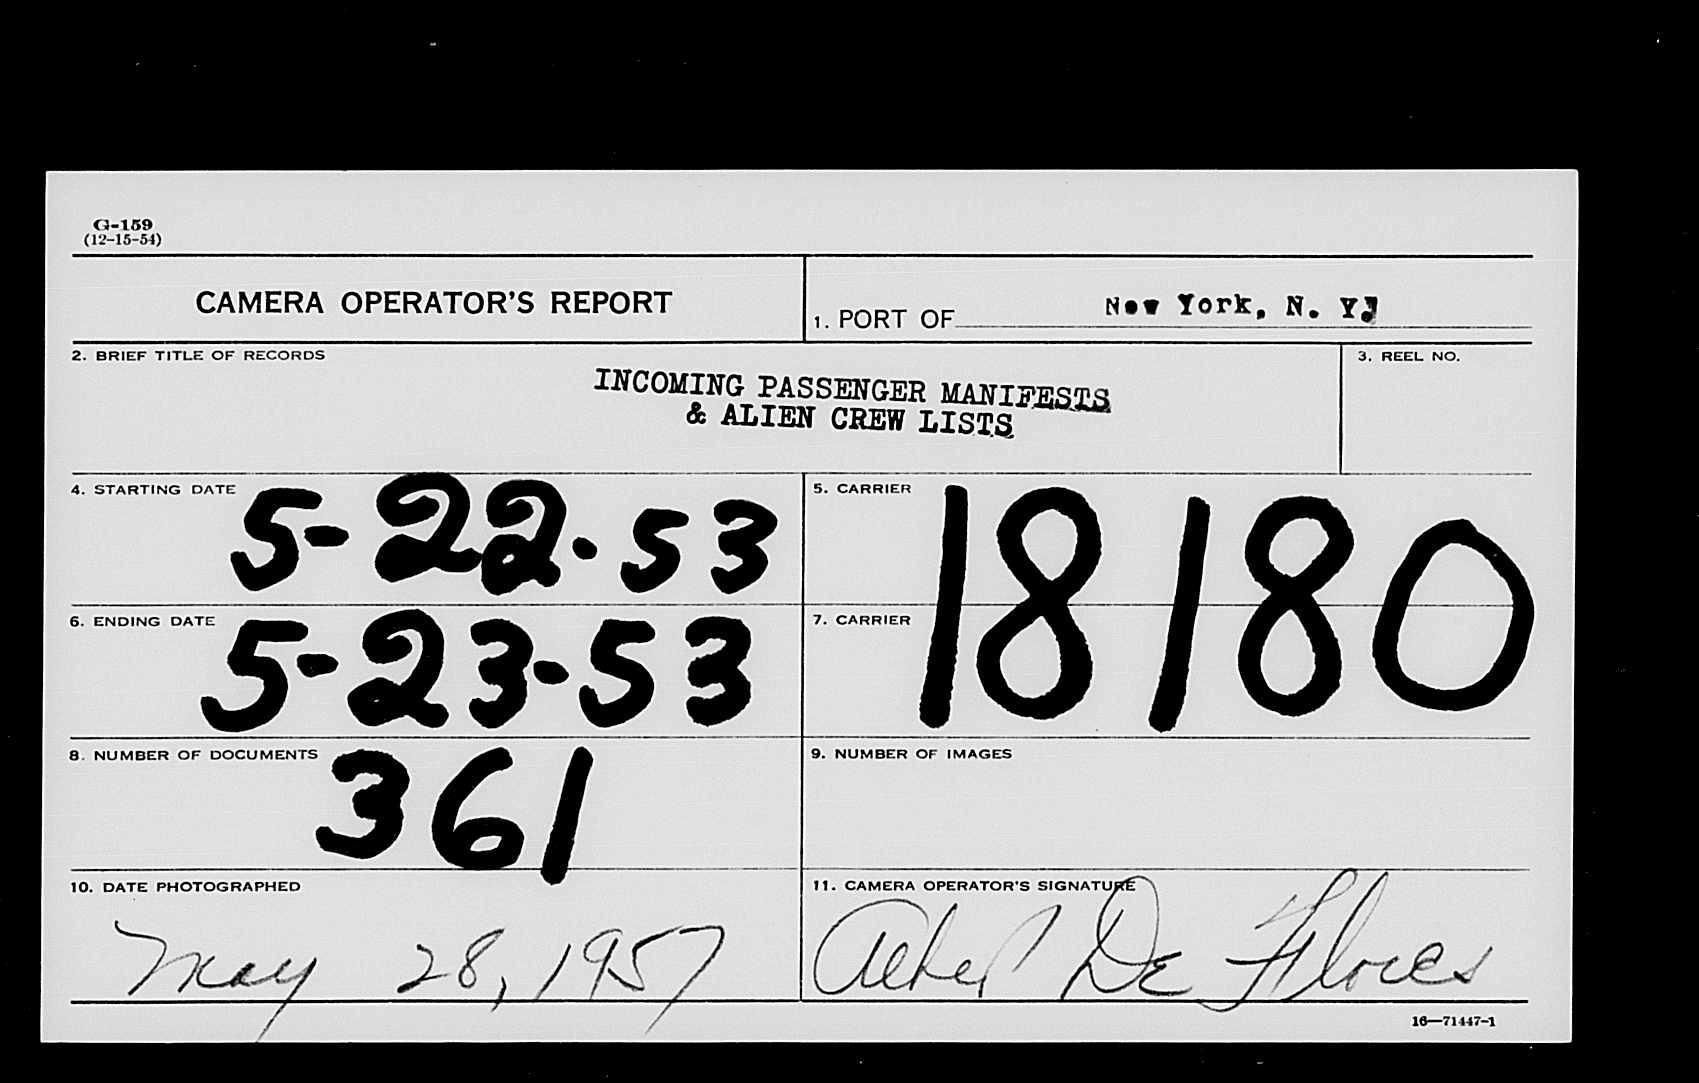 G-159
(12-15-54)
CAMERA OPERATOR'S REPORT
1. PORT OF New York, N. Y.
2. BRIEF TITLE OF RECORDS
3. REEL NO.
INCOMING PASSENGER MANIFESTS
& ALIEN CREW LISTS
4. STARTING DATE 5-22-53
5. CARRIER 18180
6. ENDING DATE 5-23-53
7. CARRIER
8. NUMBER OF DOCUMENTS 361
9. NUMBER OF IMAGES
10. DATE PHOTOGRAPHED
11. CAMERA OPERATOR'S SIGNATURE
May 28, 1957
De Flores
16—71447-1